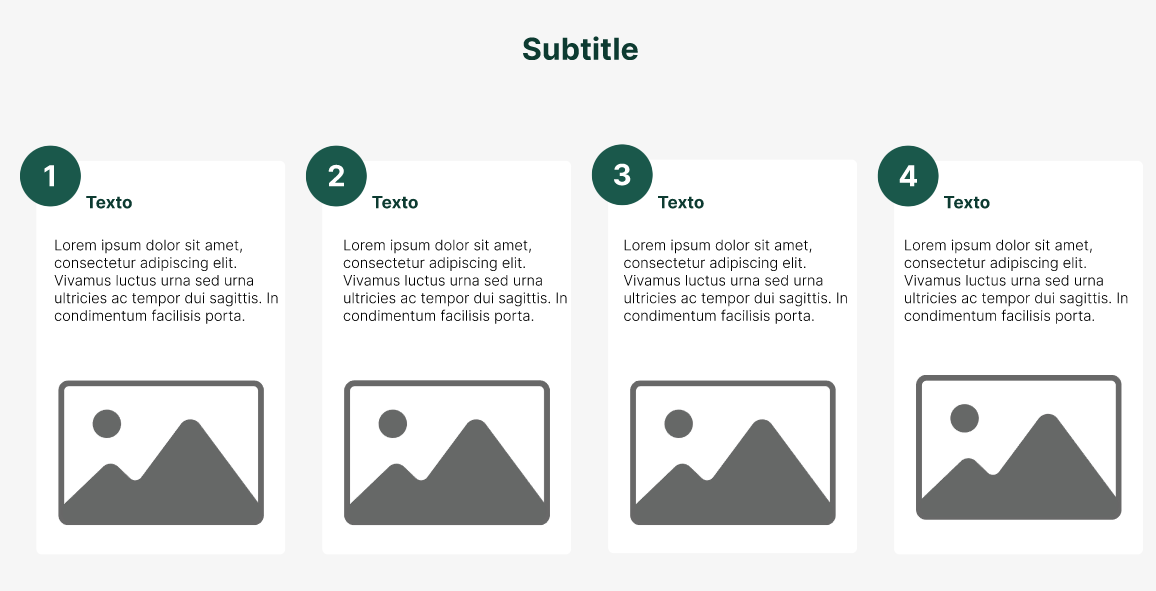 Subtitle
1
Texto
Lorem ipsum dolor sit amet,
consectetur adipiscing elit.
Vivamus luctus urna sed urna
ultricies ac tempor dui sagittis. In
condimentum facilisis porta.
2
Texto
Lorem ipsum dolor sit amet,
consectetur adipiscing elit.
Vivamus luctus urna sed urna
ultricies ac tempor dui sagittis. In
condimentum facilisis porta.
3
Texto
Lorem ipsum dolor sit amet,
consectetur adipiscing elit.
Vivamus luctus urna sed urna
ultricies ac tempor dui sagittis. In
condimentum facilisis porta.
4
Texto
Lorem ipsum dolor sit amet,
consectetur adipiscing elit.
Vivamus luctus urna sed urna
ultricies ac tempor dui sagittis. In
condimentum facilisis porta.